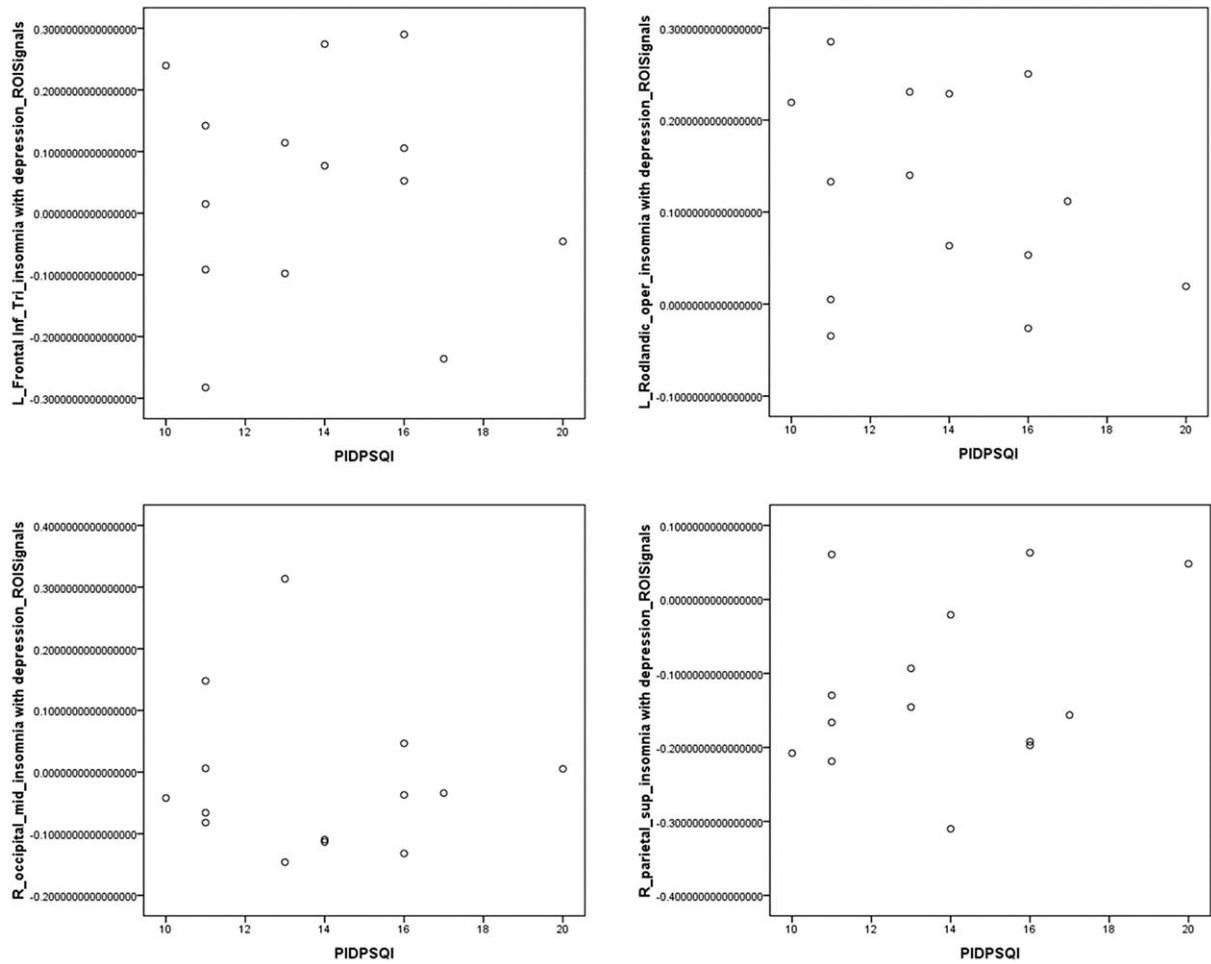 L_Frontal Inf_Tri_insomnia with depression_ROISignals
0.3000000000000000
0.2000000000000000
0.1000000000000000
0.0000000000000000
-0.1000000000000000
-0.2000000000000000
-0.3000000000000000
10 12 14 16 18 20
PIDPSQI
L_Rodlandic_oper_insomnia with depression_ROISignals
0.3000000000000000
0.2000000000000000
0.1000000000000000
0.0000000000000000
-0.1000000000000000
10 12 14 16 18 20
PIDPSQI
R_occipital_mid_insomnia with depression_ROISignals
0.4000000000000000
0.3000000000000000
0.2000000000000000
0.1000000000000000
0.0000000000000000
-0.1000000000000000
-0.2000000000000000
10 12 14 16 18 20
PIDPSQI
R_parietal_sup_insomnia with depression_ROISignals
0.1000000000000000
0.0000000000000000
-0.1000000000000000
-0.2000000000000000
-0.3000000000000000
-0.4000000000000000
10 12 14 16 18 20
PIDPSQI